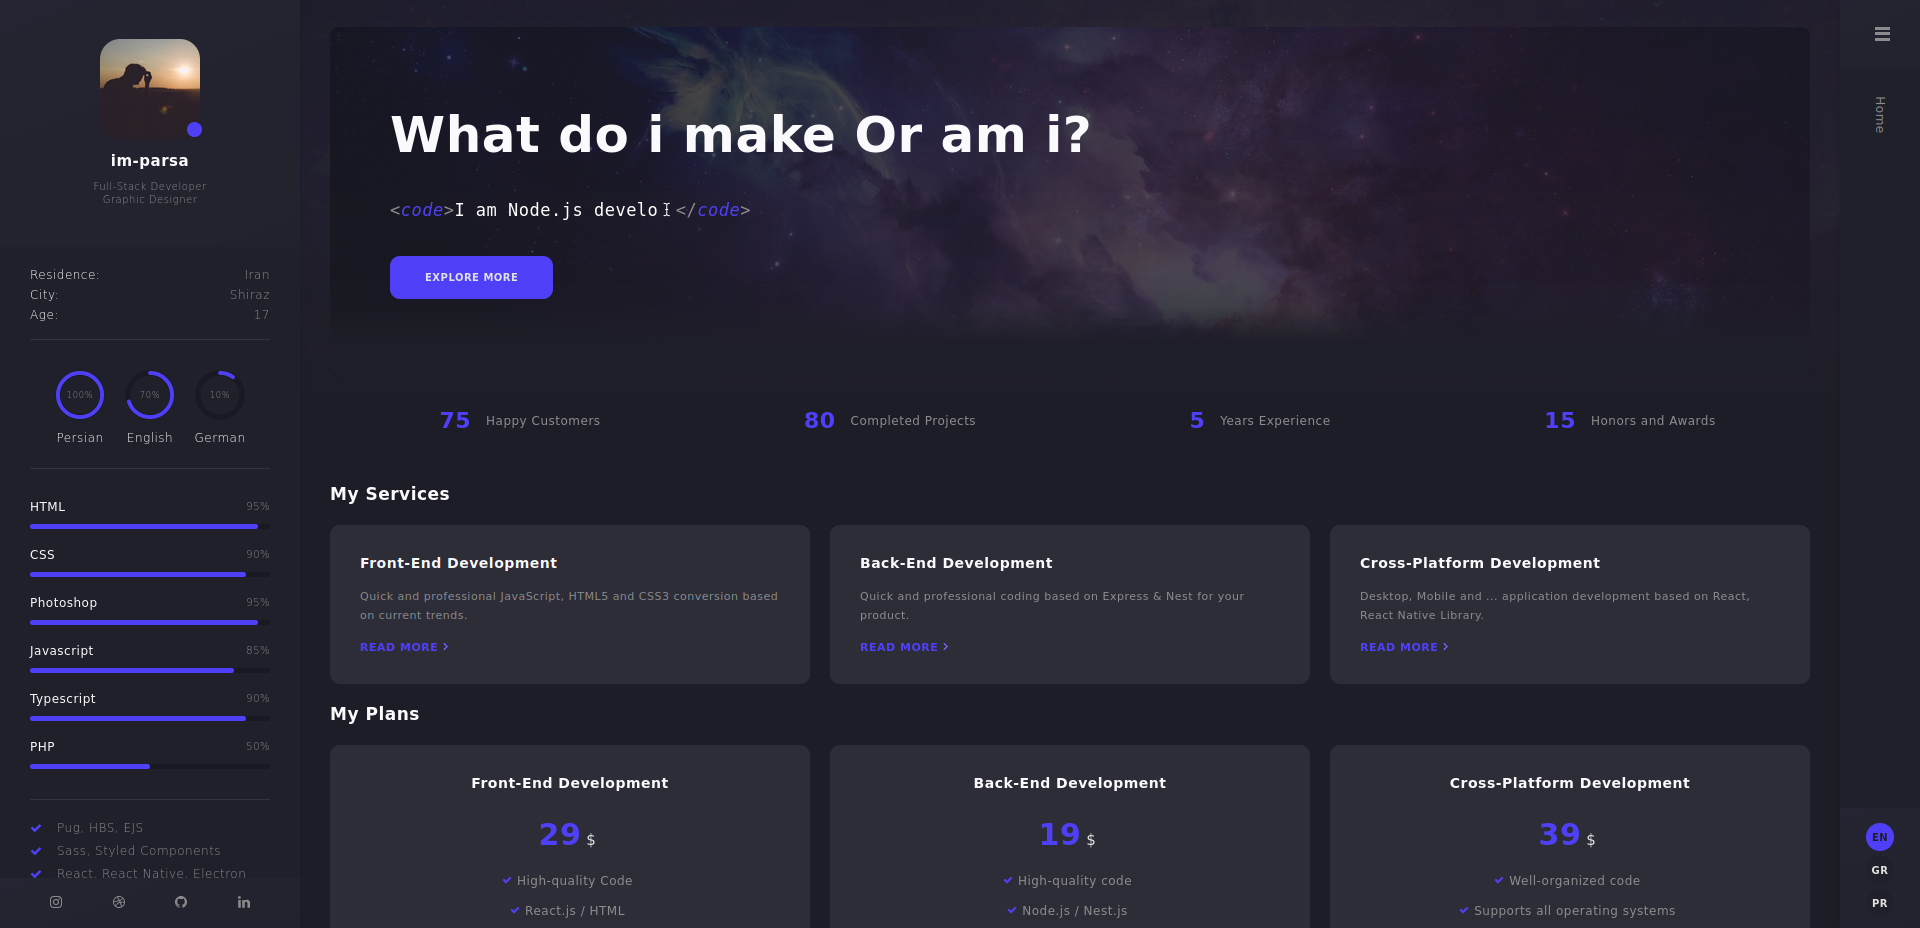 im-parsa
Full-Stack Developer
Graphic Designer
Residence: Iran
City: Shiraz
Age: 17
100% 70% 10%
Persian English German
HTML 95%
CSS 90%
Photoshop 95%
Javascript 85%
Typescript 90%
PHP 50%
Pug, HBS, EJS
Sass, Styled Components
React, React Native, Electron
What do i make Or am i?
<code>I am Node.js develo </code>
EXPLORE MORE
75 Happy Customers
80 Completed Projects
5 Years Experience
15 Honors and Awards
My Services
Front-End Development
Quick and professional JavaScript, HTML5 and CSS3 conversion based
on current trends.
READ MORE
Back-End Development
Quick and professional coding based on Express & Nest for your
product.
READ MORE
Cross-Platform Development
Desktop, Mobile and ... application development based on React,
React Native Library.
READ MORE
My Plans
Front-End Development
29 $
High-quality Code
React.js / HTML
Back-End Development
19 $
High-quality code
Node.js / Nest.js
Cross-Platform Development
39 $
Well-organized code
Supports all operating systems
Home
EN
GR
PR